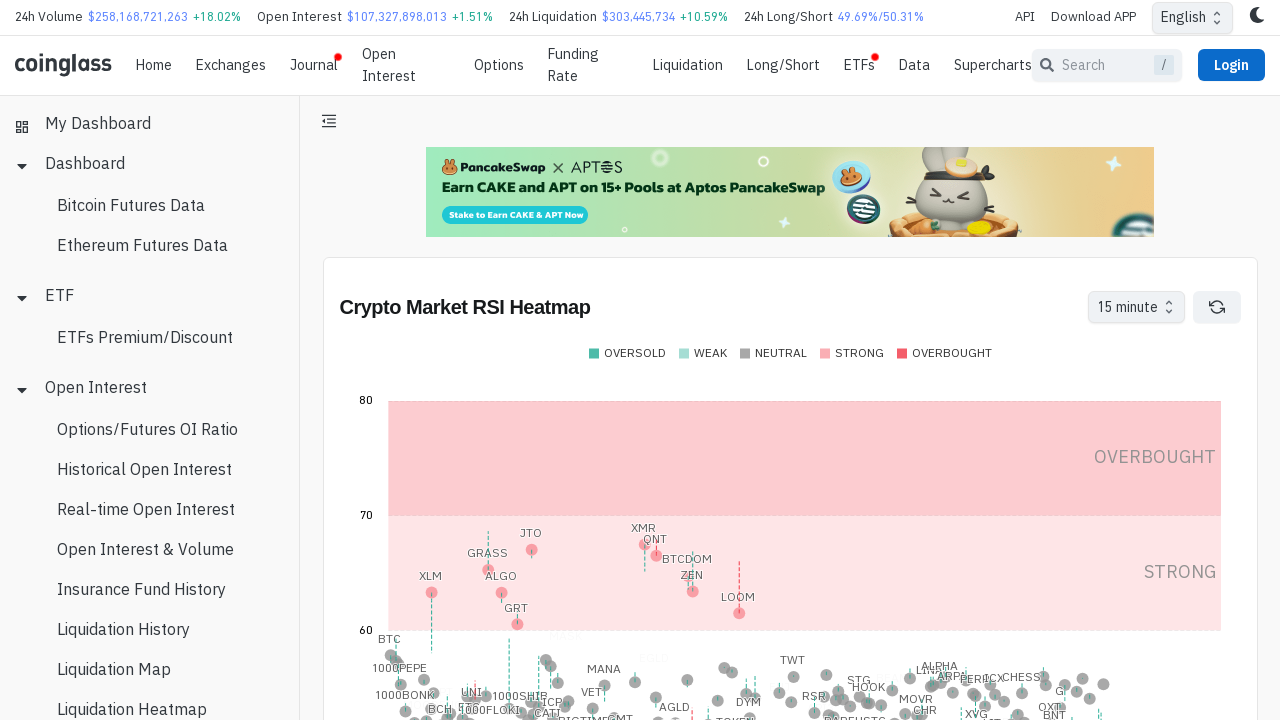 24h Volume $258,168,721,263 +18.02% Open Interest $107,327,898,013 +1.51% 24h Liquidation $303,445,734 +10.59% 24h Long/Short 49.69%/50.31% API Download APP English
coinglass Home Exchanges Journal Open Interest Options Funding Rate Liquidation Long/Short ETFs Data Supercharts Search / Login
My Dashboard
Dashboard
Bitcoin Futures Data
Ethereum Futures Data
ETF
ETFs Premium/Discount
Open Interest
Options/Futures OI Ratio
Historical Open Interest
Real-time Open Interest
Open Interest & Volume
Insurance Fund History
Liquidation History
Liquidation Map
Liquidation Heatmap
PancakeSwap × APTOS
Earn CAKE and APT on 15+ Pools at Aptos PancakeSwap
Stake to Earn CAKE & APT Now
Crypto Market RSI Heatmap 15 minute
OVERSOLD WEAK NEUTRAL STRONG OVERBOUGHT
80
OVERBOUGHT
70
XMR
JTO
QNT
GRASS
BTCDOM
STRONG
XLM
ALGO
ZEN
LOOM
GRT
60
BTC
TWT
1000PEPE
MANA
ALPHA
CHESS
STG
HOOK
1000BONK
UNI
1000SHIB
VET
RSR
MOVR
ICP
DYM
BCH
1000FLOKI
AGLD
CHR
XVG
BNT